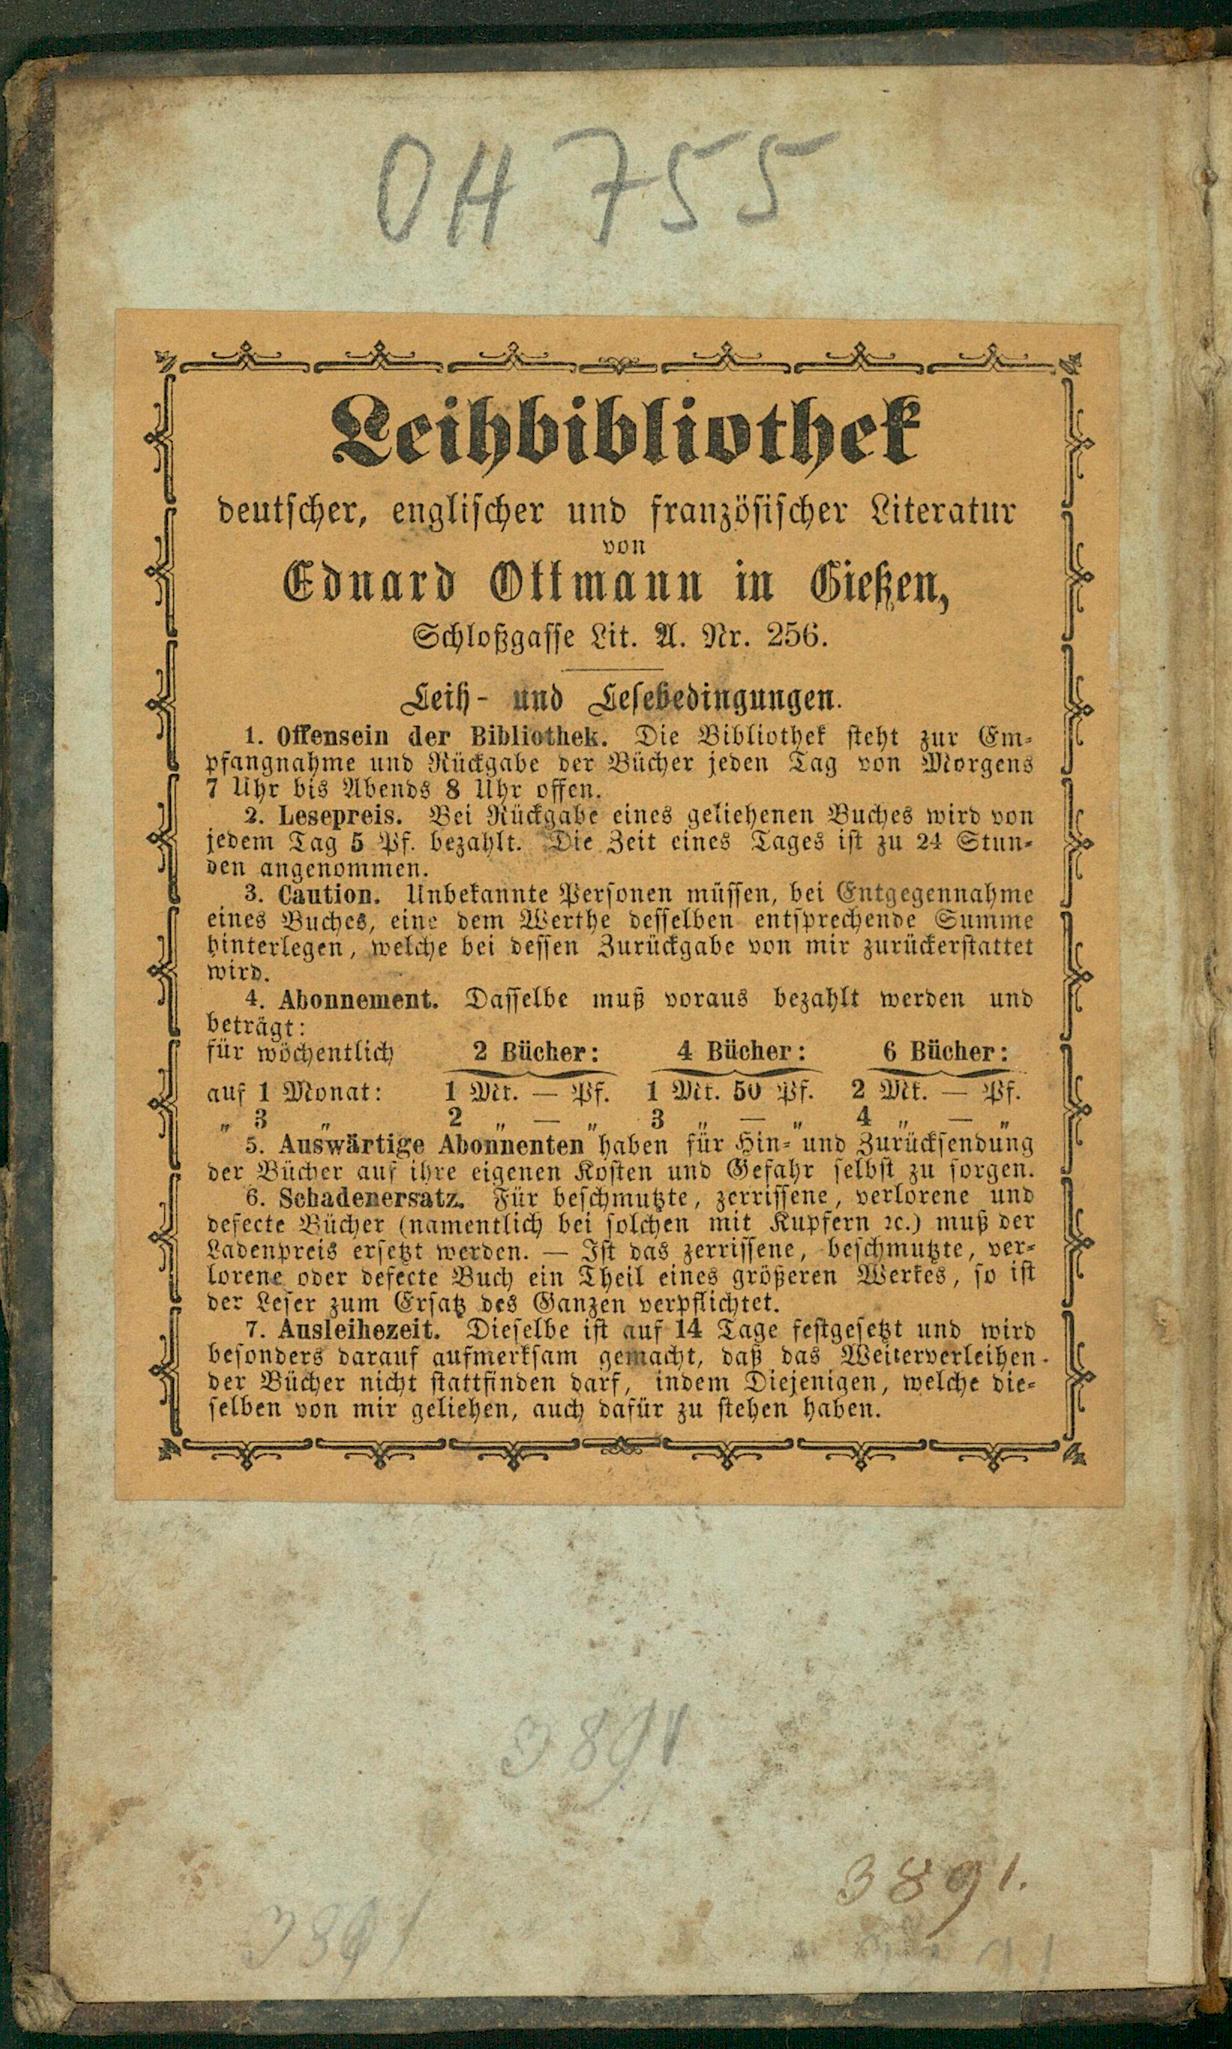 OH 755
Leihbibliothek
deutscher, englischer und französischer Literatur
von
Eduard Ottmann in Gießen,
Schloßgasse Lit. A. Nr. 256.
Leih- und Lesebedingungen.
1. Offensein der Bibliothek. Die Bibliothek steht zur Em-
pfangnahme und Rückgabe der Bücher jeden Tag von Morgens
7 Uhr bis Abends 8 Uhr offen.
2. Lesepreis. Bei Rückgabe eines geliehenen Buches wird von
jedem Tag 5 Pf. bezahlt. Die Zeit eines Tages ist zu 24 Stun-
den angenommen.
3. Caution. Unbekannte Personen müssen, bei Entgegennahme
eines Buches, eine dem Werthe desselben entsprechende Summe
hinterlegen, welche bei dessen Zurückgabe von mir zurückerstattet
wird.
4. Abonnement. Dasselbe muß voraus bezahlt werden und
beträgt:
für wöchentlich 2 Bücher: 4 Bücher: 6 Bücher:
auf 1 Monat: 1 Mk. — Pf. 1 Mk. 50 Pf. 2 Mk. — Pf.
„ 3 „ 2 „ — „ 3 „ — „ 4 „ — „
5. Auswärtige Abonnenten haben für Hin- und Zurücksendung
der Bücher auf ihre eigenen Kosten und Gefahr selbst zu sorgen.
6. Schadenersatz. Für beschmutzte, zerrissene, verlorene und
defecte Bücher (namentlich bei solchen mit Kupfern ꝛc.) muß der
Ladenpreis ersetzt werden. — Ist das zerrissene, beschmutzte, ver-
lorene oder defecte Buch ein Theil eines größeren Werkes, so ist
der Leser zum Ersatz des Ganzen verpflichtet.
7. Ausleihezeit. Dieselbe ist auf 14 Tage festgesetzt und wird
besonders darauf aufmerksam gemacht, daß das Weiterverleihen
der Bücher nicht stattfinden darf, indem Diejenigen, welche die-
selben von mir geliehen, auch dafür zu stehen haben.
3891
3891.
3891